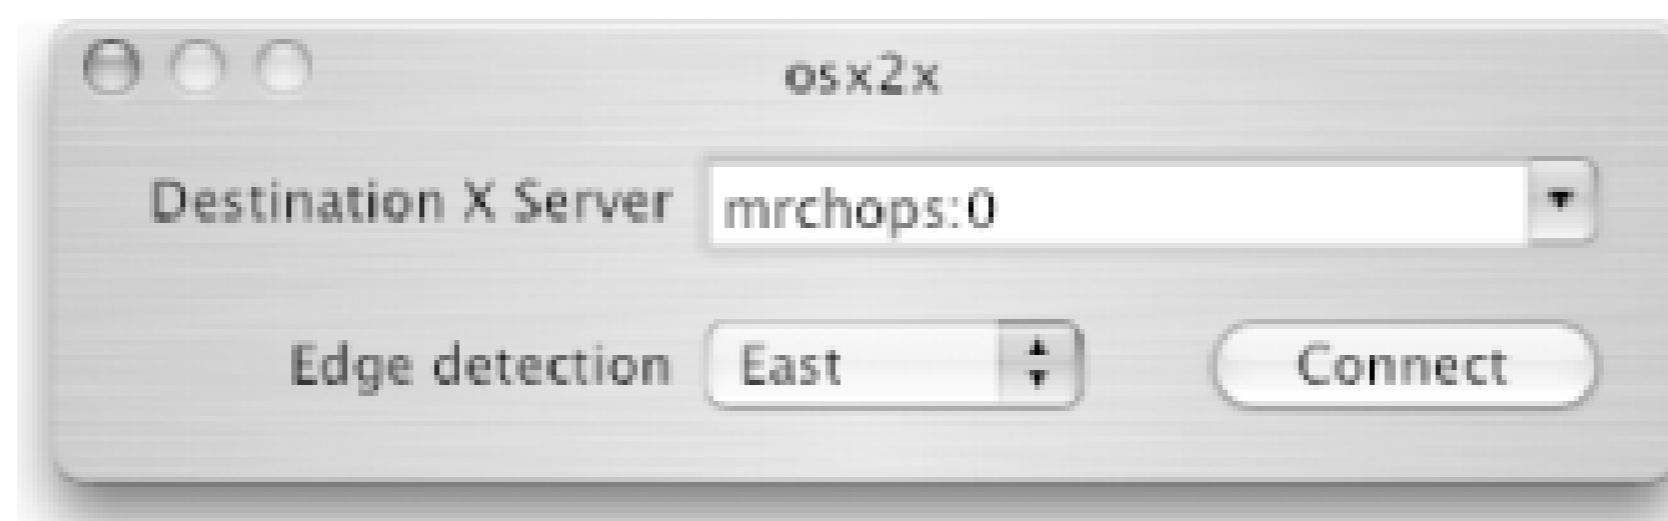 osx2x
Destination X Server mrchops:0
Edge detection East Connect